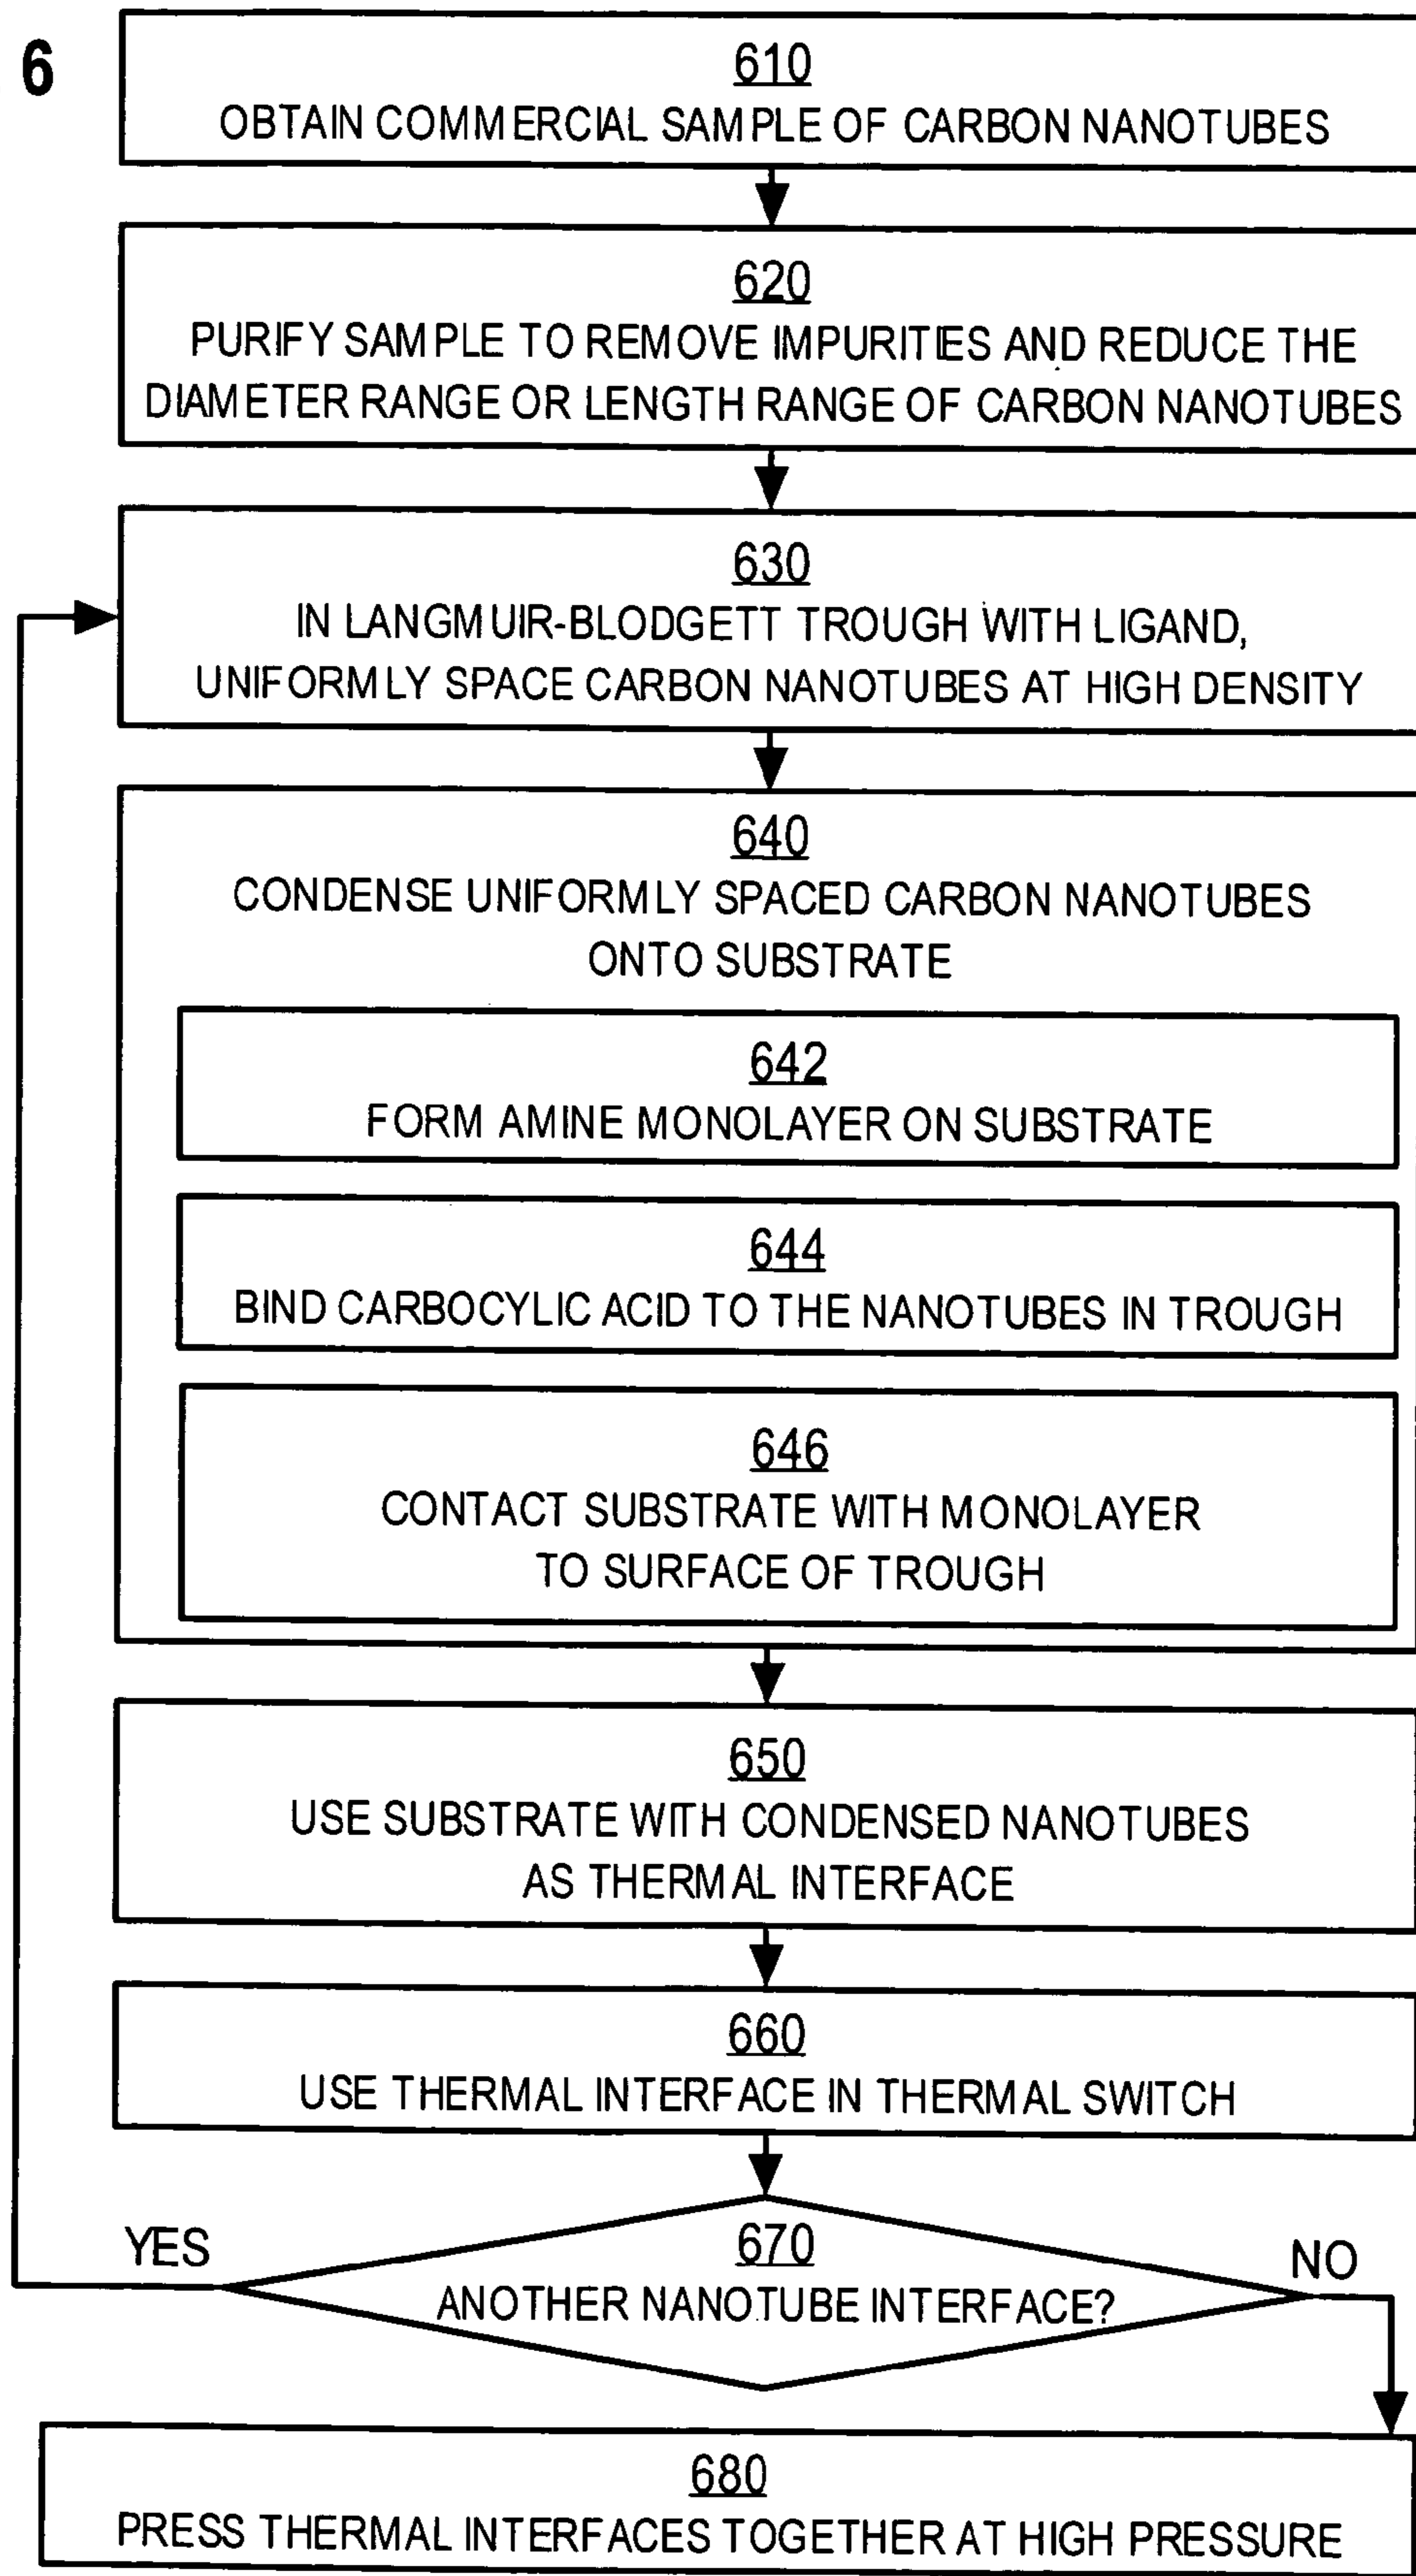 6
610
OBTAIN COMMERCIAL SAMPLE OF CARBON NANOTUBES
620
PURIFY SAMPLE TO REMOVE IMPURITIES AND REDUCE THE
DIAMETER RANGE OR LENGTH RANGE OF CARBON NANOTUBES
630
IN LANGMUIR-BLODGETT TROUGH WITH LIGAND,
UNIFORMLY SPACE CARBON NANOTUBES AT HIGH DENSITY
640
CONDENSE UNIFORMLY SPACED CARBON NANOTUBES
ONTO SUBSTRATE
642
FORM AMINE MONOLAYER ON SUBSTRATE
644
BIND CARBOCYLIC ACID TO THE NANOTUBES IN TROUGH
646
CONTACT SUBSTRATE WITH MONOLAYER
TO SURFACE OF TROUGH
650
USE SUBSTRATE WITH CONDENSED NANOTUBES
AS THERMAL INTERFACE
660
USE THERMAL INTERFACE IN THERMAL SWITCH
YES
670
NO
ANOTHER NANOTUBE INTERFACE?
680
PRESS THERMAL INTERFACES TOGETHER AT HIGH PRESSURE